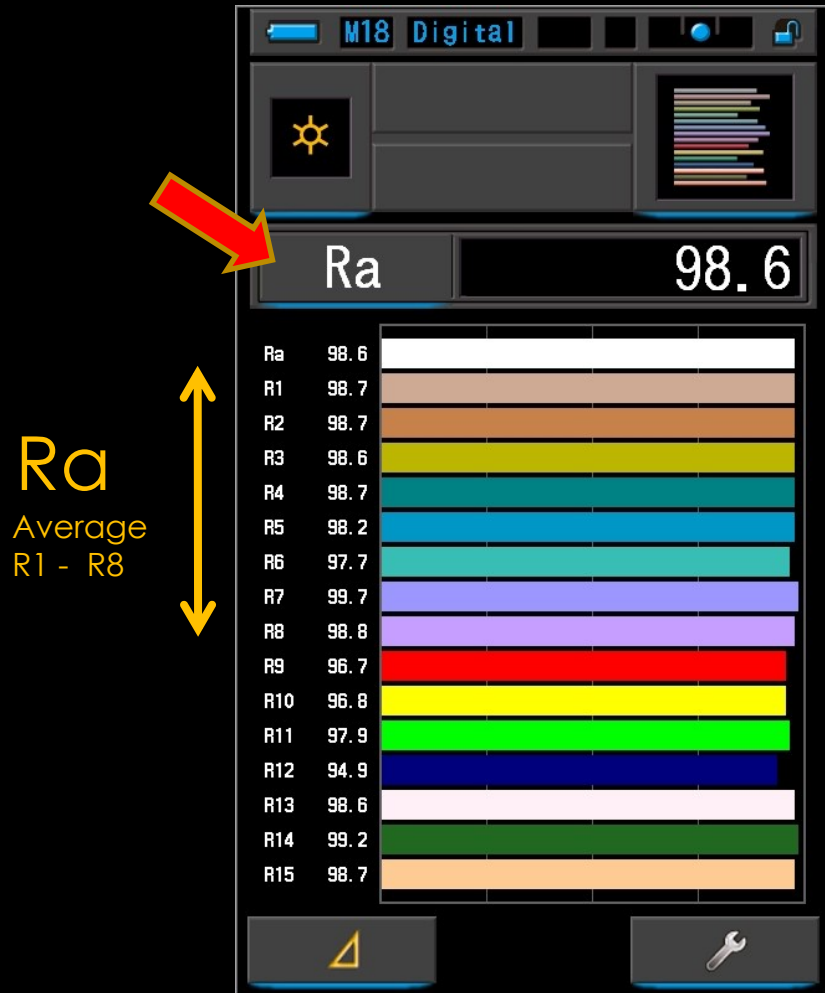 M18 Digital
Ra 98.6
Ra 98.6
R1 98.7
R2 98.7
R3 98.6
R4 98.7
R5 98.2
R6 97.7
R7 99.7
R8 98.8
R9 96.7
R10 96.8
R11 97.9
R12 94.9
R13 98.6
R14 99.2
R15 98.7
Ra
Average
R1 - R8